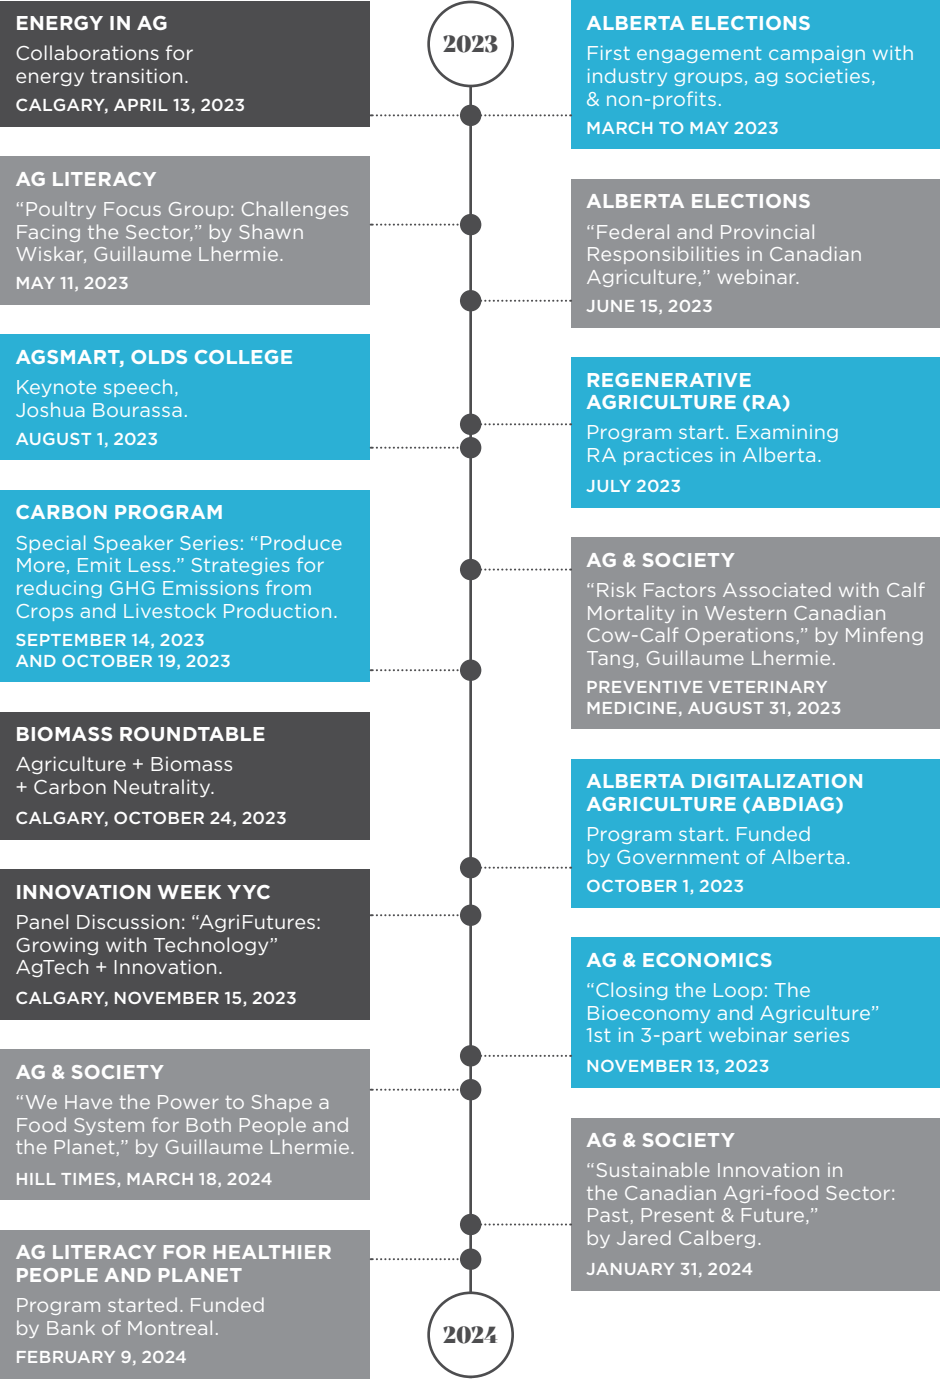 2023
ENERGY IN AG
Collaborations for
energy transition.
CALGARY, APRIL 13, 2023
ALBERTA ELECTIONS
First engagement campaign with
industry groups, ag societies,
& non-profits.
MARCH TO MAY 2023
AG LITERACY
“Poultry Focus Group: Challenges
Facing the Sector,” by Shawn
Wiskar, Guillaume Lhermie.
MAY 11, 2023
ALBERTA ELECTIONS
“Federal and Provincial
Responsibilities in Canadian
Agriculture,” webinar.
JUNE 15, 2023
AGSMART, OLDS COLLEGE
Keynote speech,
Joshua Bourassa.
AUGUST 1, 2023
REGENERATIVE
AGRICULTURE (RA)
Program start. Examining
RA practices in Alberta.
JULY 2023
CARBON PROGRAM
Special Speaker Series: “Produce
More, Emit Less.” Strategies for
reducing GHG Emissions from
Crops and Livestock Production.
SEPTEMBER 14, 2023
AND OCTOBER 19, 2023
AG & SOCIETY
“Risk Factors Associated with Calf
Mortality in Western Canadian
Cow-Calf Operations,” by Minfeng
Tang, Guillaume Lhermie.
PREVENTIVE VETERINARY
MEDICINE, AUGUST 31, 2023
BIOMASS ROUNDTABLE
Agriculture + Biomass
+ Carbon Neutrality.
CALGARY, OCTOBER 24, 2023
ALBERTA DIGITALIZATION
AGRICULTURE (ABDIAG)
Program start. Funded
by Government of Alberta.
OCTOBER 1, 2023
INNOVATION WEEK YYC
Panel Discussion: “AgriFutures:
Growing with Technology”
AgTech + Innovation.
CALGARY, NOVEMBER 15, 2023
AG & ECONOMICS
“Closing the Loop: The
Bioeconomy and Agriculture”
1st in 3-part webinar series
NOVEMBER 13, 2023
AG & SOCIETY
“We Have the Power to Shape a
Food System for Both People and
the Planet,” by Guillaume Lhermie.
HILL TIMES, MARCH 18, 2024
AG & SOCIETY
“Sustainable Innovation in
the Canadian Agri-food Sector:
Past, Present & Future,”
by Jared Calberg.
JANUARY 31, 2024
AG LITERACY FOR HEALTHIER
PEOPLE AND PLANET
Program started. Funded
by Bank of Montreal.
FEBRUARY 9, 2024
2024